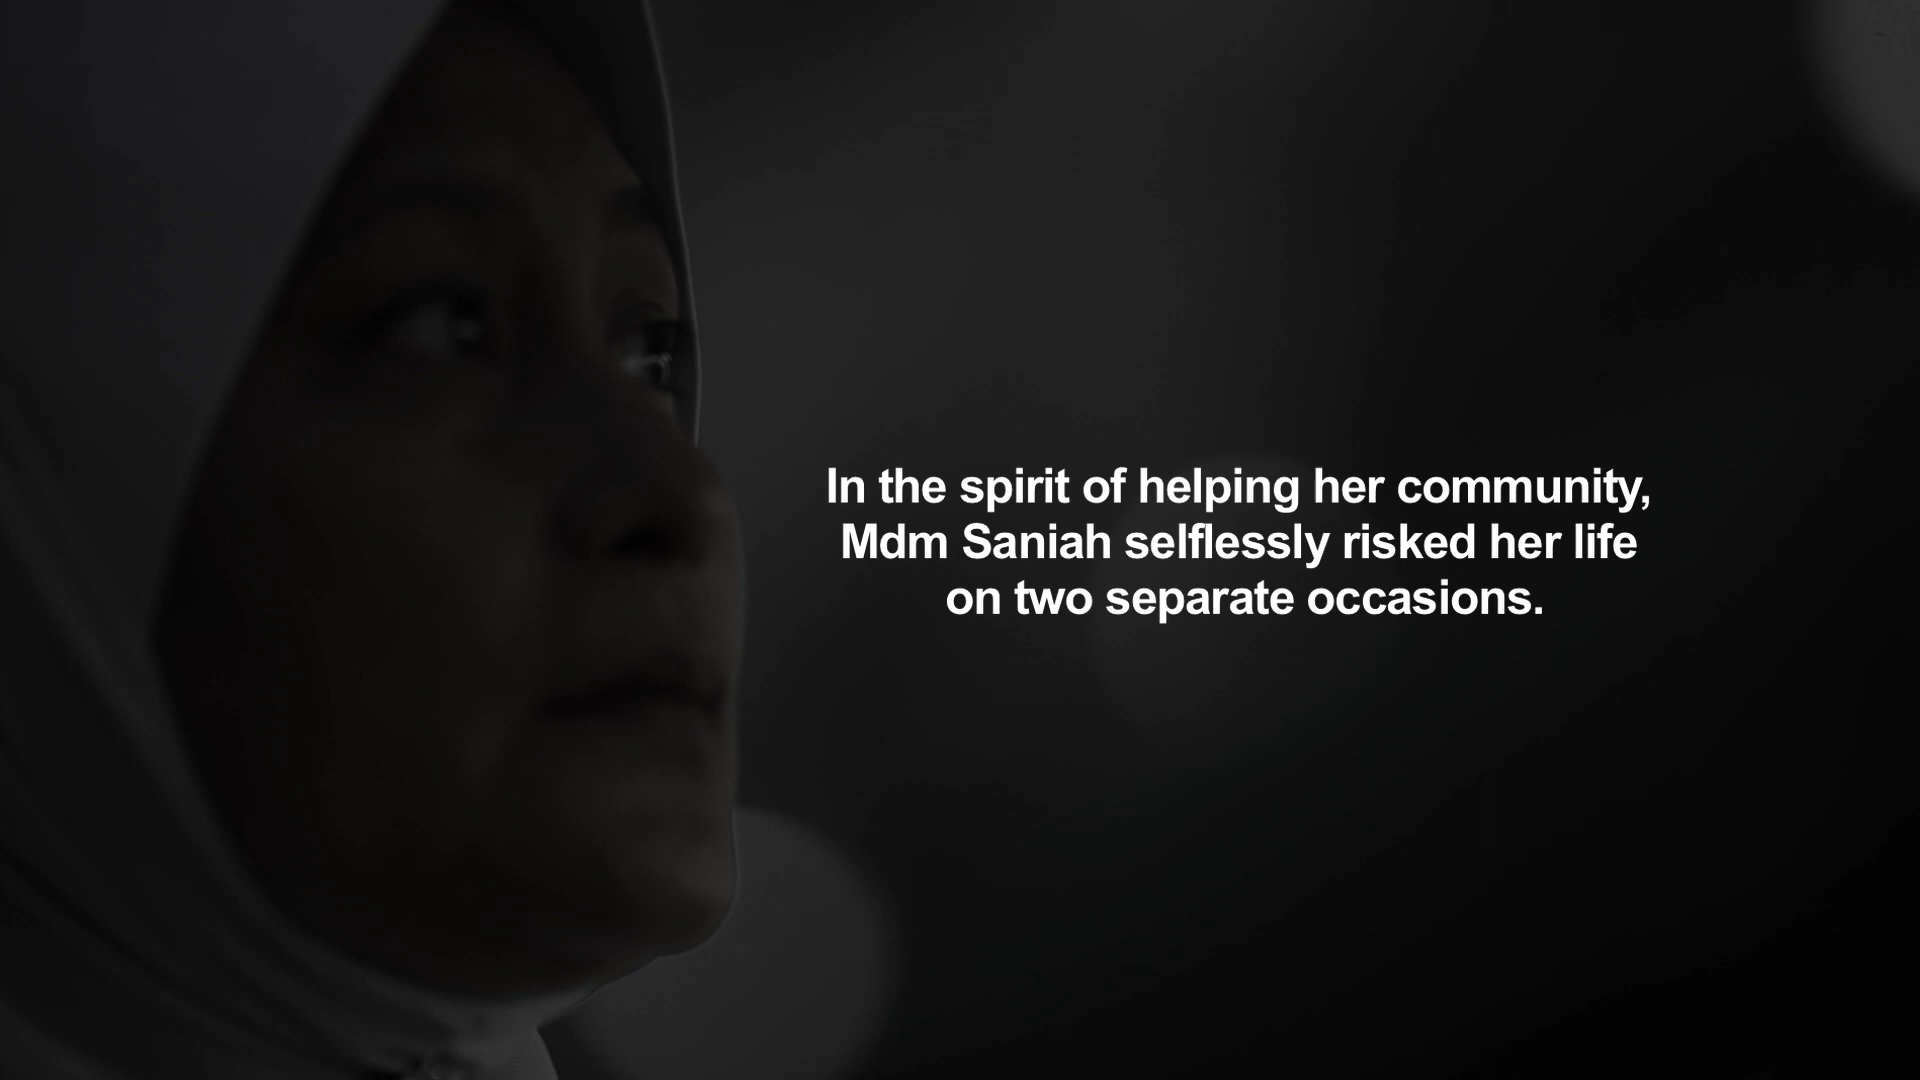 In the spirit of helping her community,
Mdm Saniah selflessly risked her life
on two separate occasions.